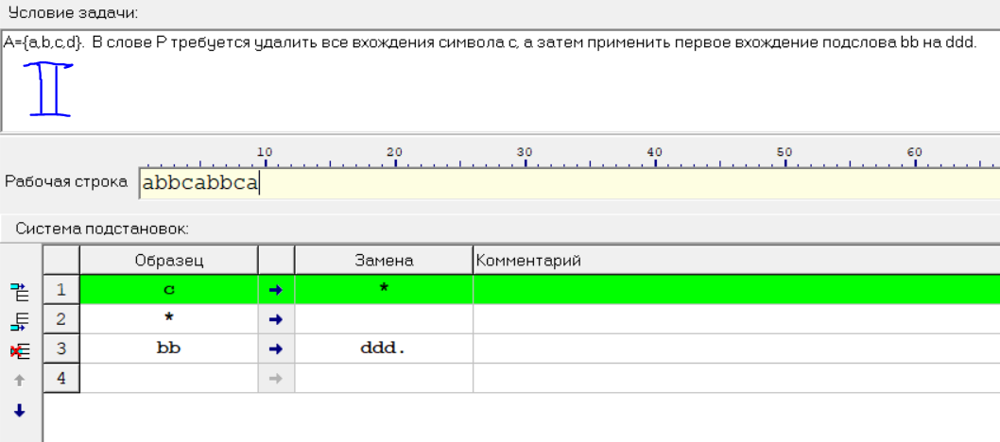 Условие задачи:
A={a,b,c,d}. В слове P требуется удалить все вхождения символа c, а затем применить первое вхождение подслова bb на ddd.
II
10 20 30 40 50 60
Рабочая строка abbcabbca
Система подстановок:
Образец Замена Комментарий
1 c → *
2 * →
3 bb → ddd.
4 →